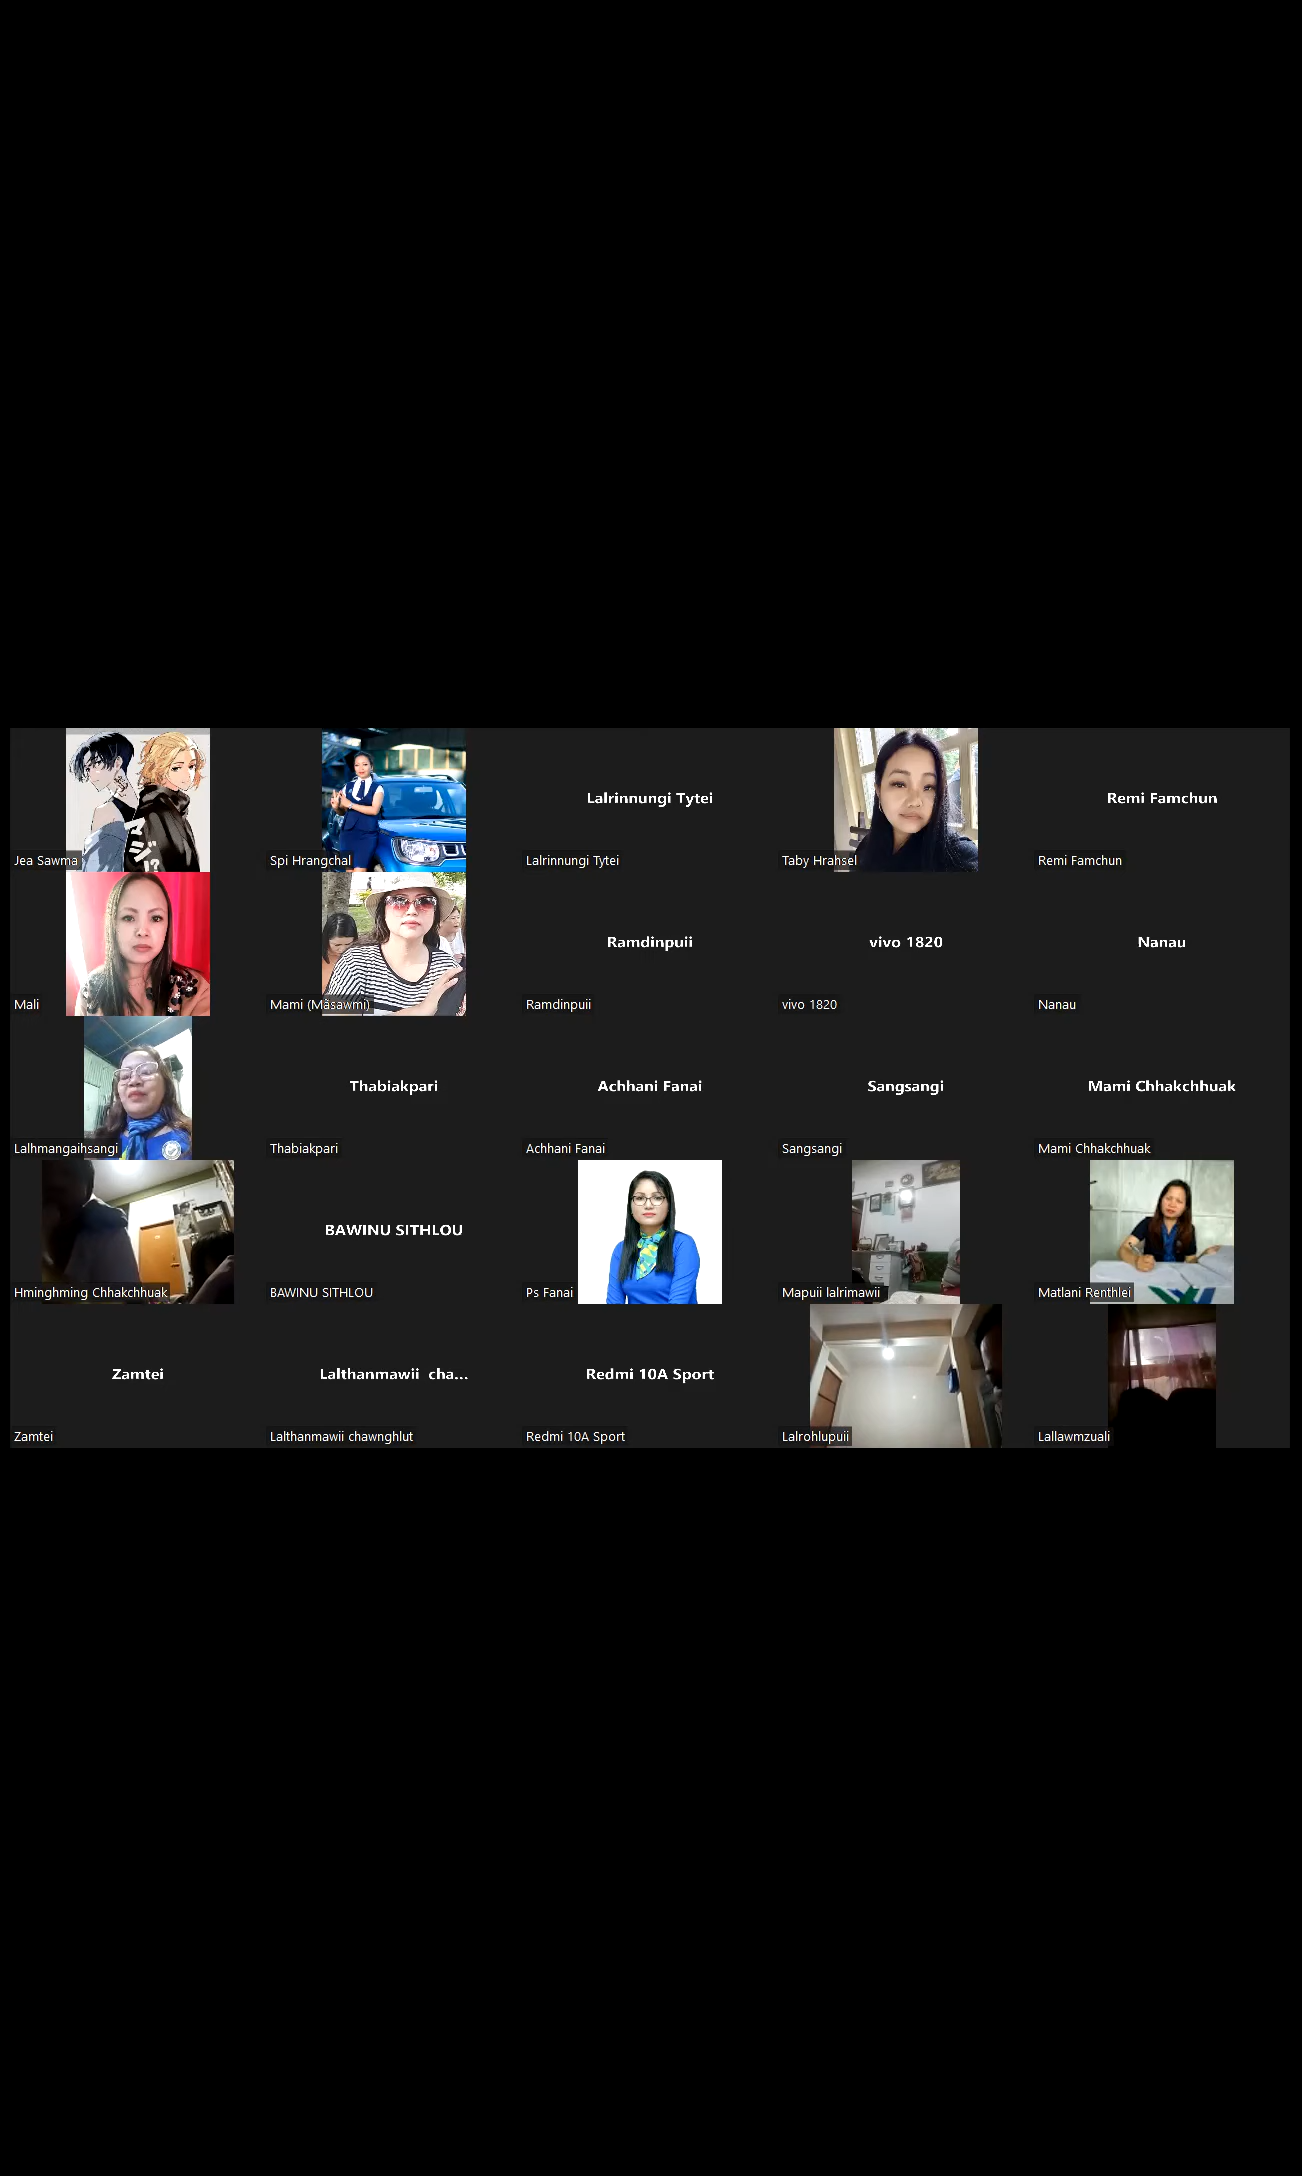 マジ!?
Jea Sawma
Spi Hrangchal
Lalrinnungi Tytei
Lalrinnungi Tytei
Taby Hrahsel
Remi Famchun
Remi Famchun
Mali
Mami (Masawmi)
Ramdinpuii
Ramdinpuii
vivo 1820
vivo 1820
Nanau
Nanau
Lalhmangaihsangi
Thabiakpari
Thabiakpari
Achhani Fanai
Achhani Fanai
Sangsangi
Sangsangi
Mami Chhakchhuak
Mami Chhakchhuak
Hminghming Chhakchhuak
BAWINU SITHLOU
BAWINU SITHLOU
Ps Fanai
Mapuii lalrimawii
Matlani Renthlei
Zamtei
Zamtei
Lalthanmawii cha...
Lalthanmawii chawnghlut
Redmi 10A Sport
Redmi 10A Sport
Lalrohlupuii
Lallawmzuali